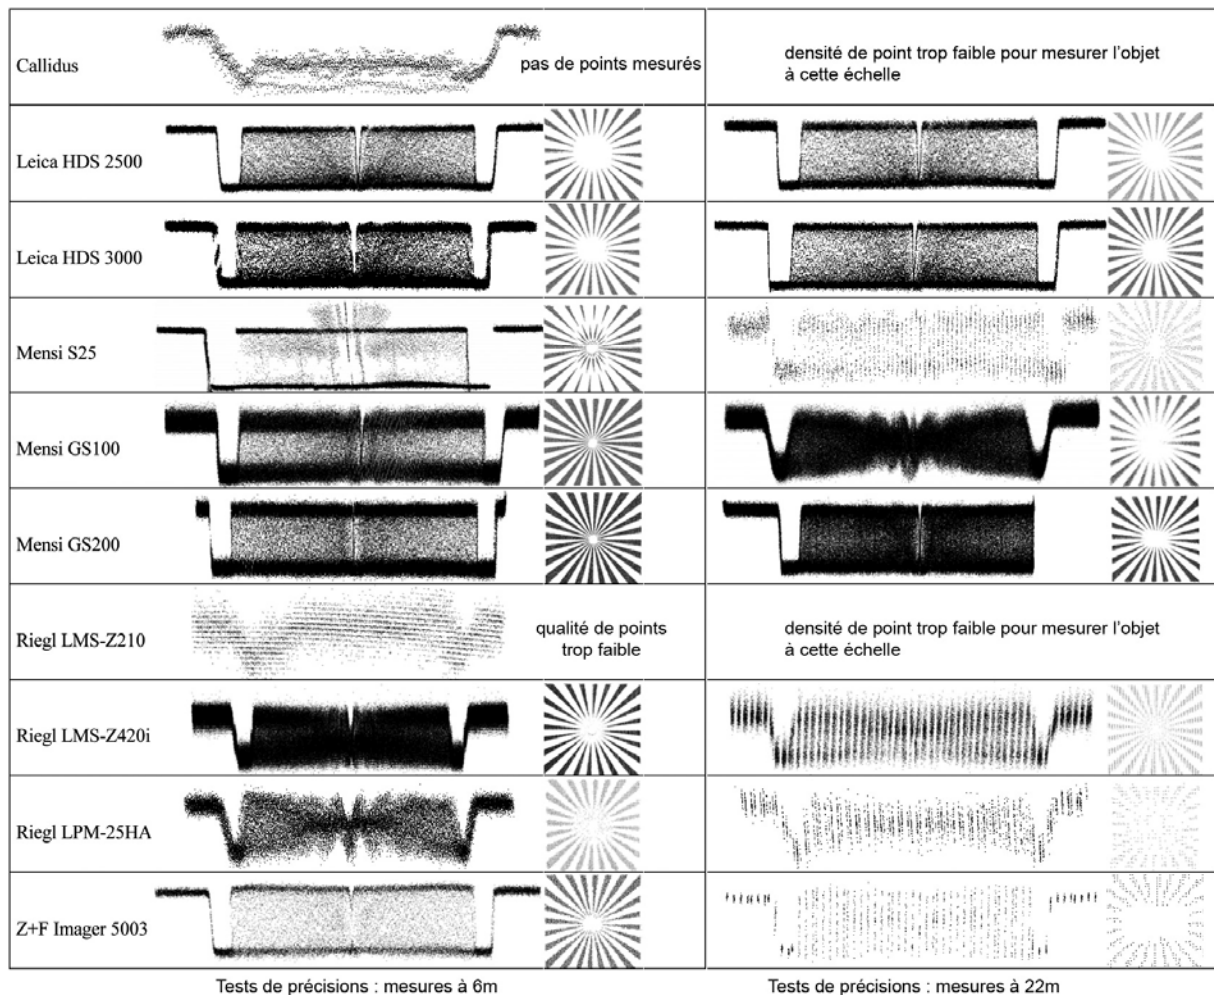 Callidus
pas de points mesurés
densité de point trop faible pour mesurer l'objet
à cette échelle
Leica HDS 2500
Leica HDS 3000
Mensi S25
Mensi GS100
Mensi GS200
Riegl LMS-Z210
qualité de points
trop faible
densité de point trop faible pour mesurer l'objet
à cette échelle
Riegl LMS-Z420i
Riegl LPM-25HA
Z+F Imager 5003
Tests de précisions : mesures à 6m
Tests de précisions : mesures à 22m